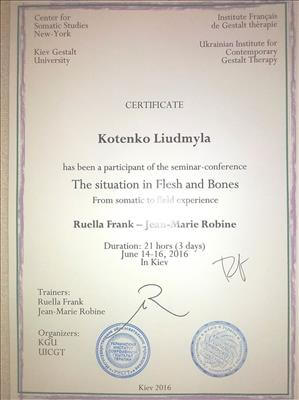 Center for
Somatic Studies
New-York
Kiev Gestalt
University
Institute Français
de Gestalt thérapie
Ukrainian Institute for
Contemporary
Gestalt Therapy
CERTIFICATE
Kotenko Liudmyla
has been a participant of the seminar-conference
The situation in Flesh and Bones
From somatic to field experience
Ruella Frank – Jean-Marie Robine
Duration: 21 hors (3 days)
June 14-16, 2016
In Kiev
Trainers:
Ruella Frank
Jean-Marie Robine
Organizers:
KGU
UICGT
Kiev 2016